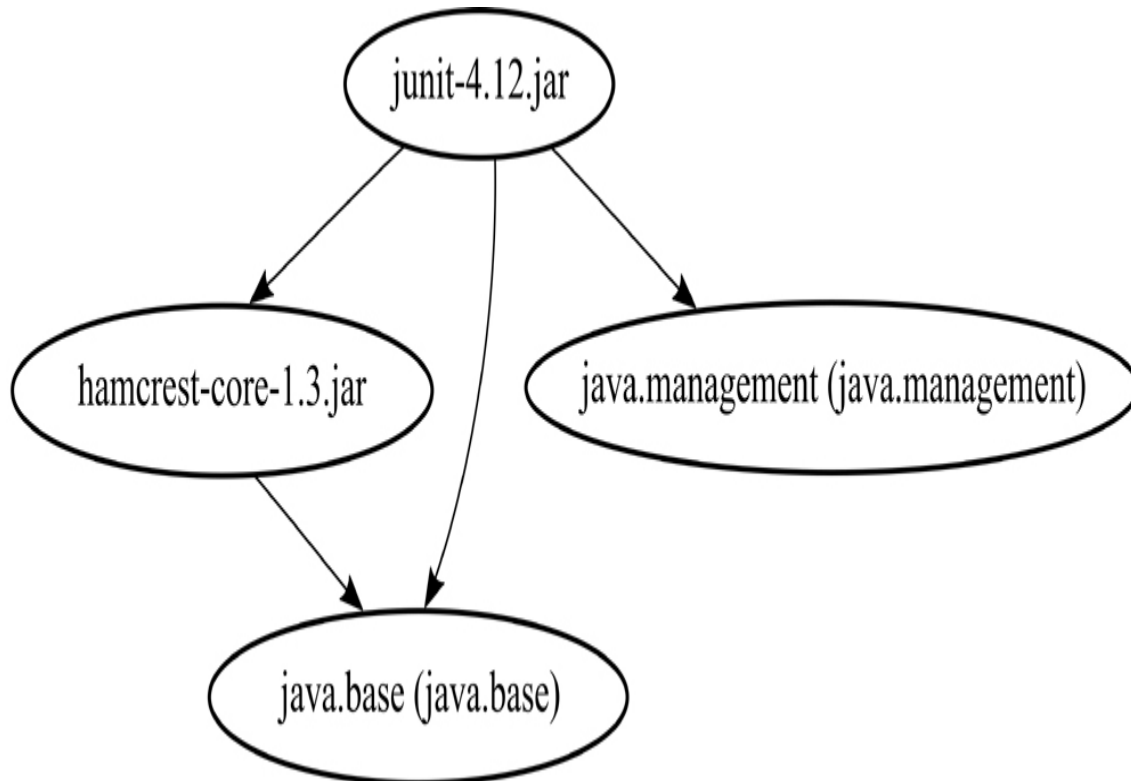 junit-4.12.jar
hamcrest-core-1.3.jar
java.management (java.management)
java.base (java.base)